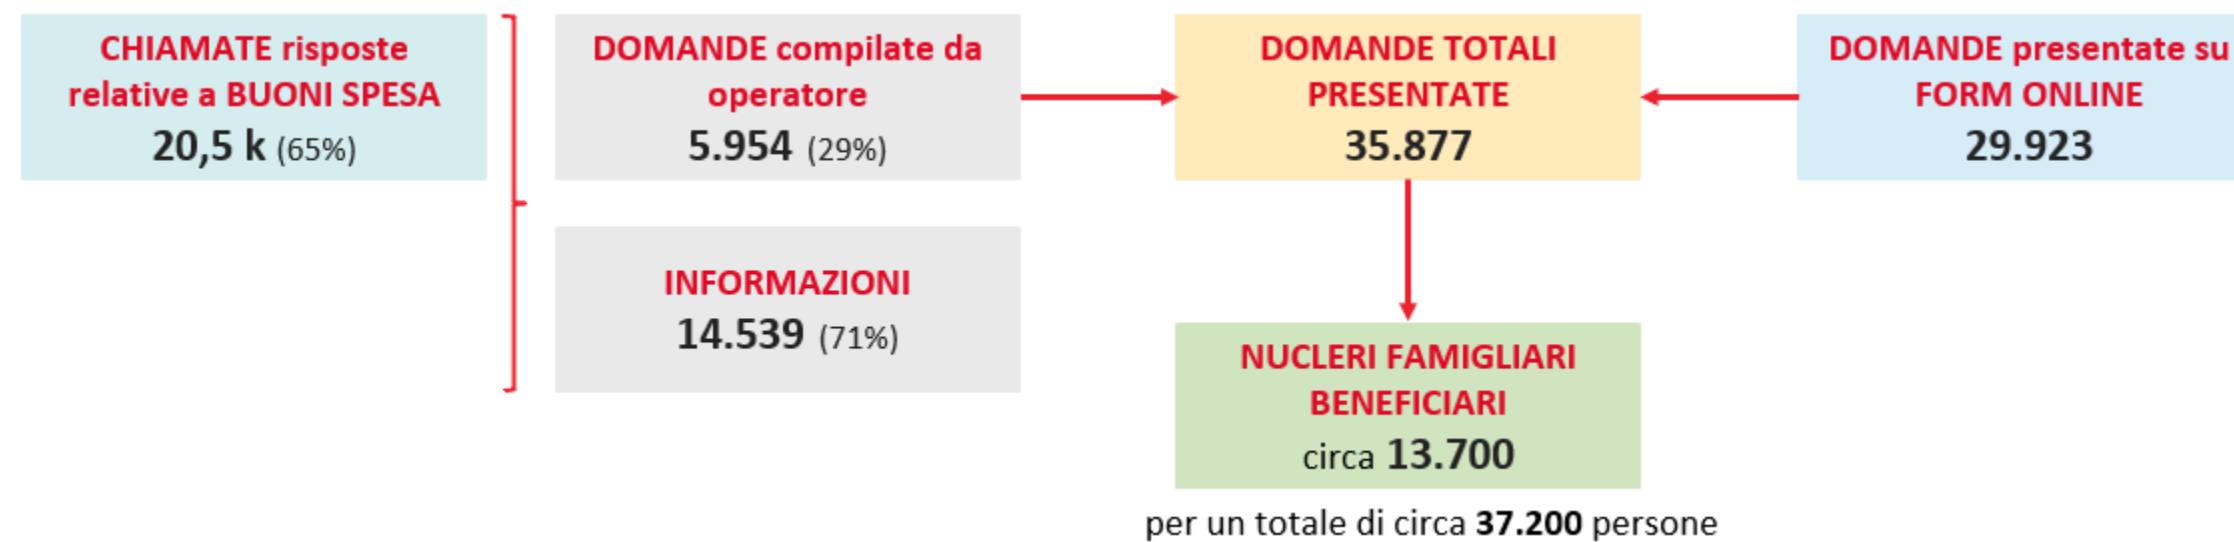 CHIAMATE risposte
relative a BUONI SPESA
20,5 k (65%)
DOMANDE compilate da
operatore
5.954 (29%)
INFORMAZIONI
14.539 (71%)
DOMANDE TOTALI
PRESENTATE
35.877
DOMANDE presentate su
FORM ONLINE
29.923
NUCLERI FAMIGLIARI
BENEFICIARI
circa 13.700
per un totale di circa 37.200 persone